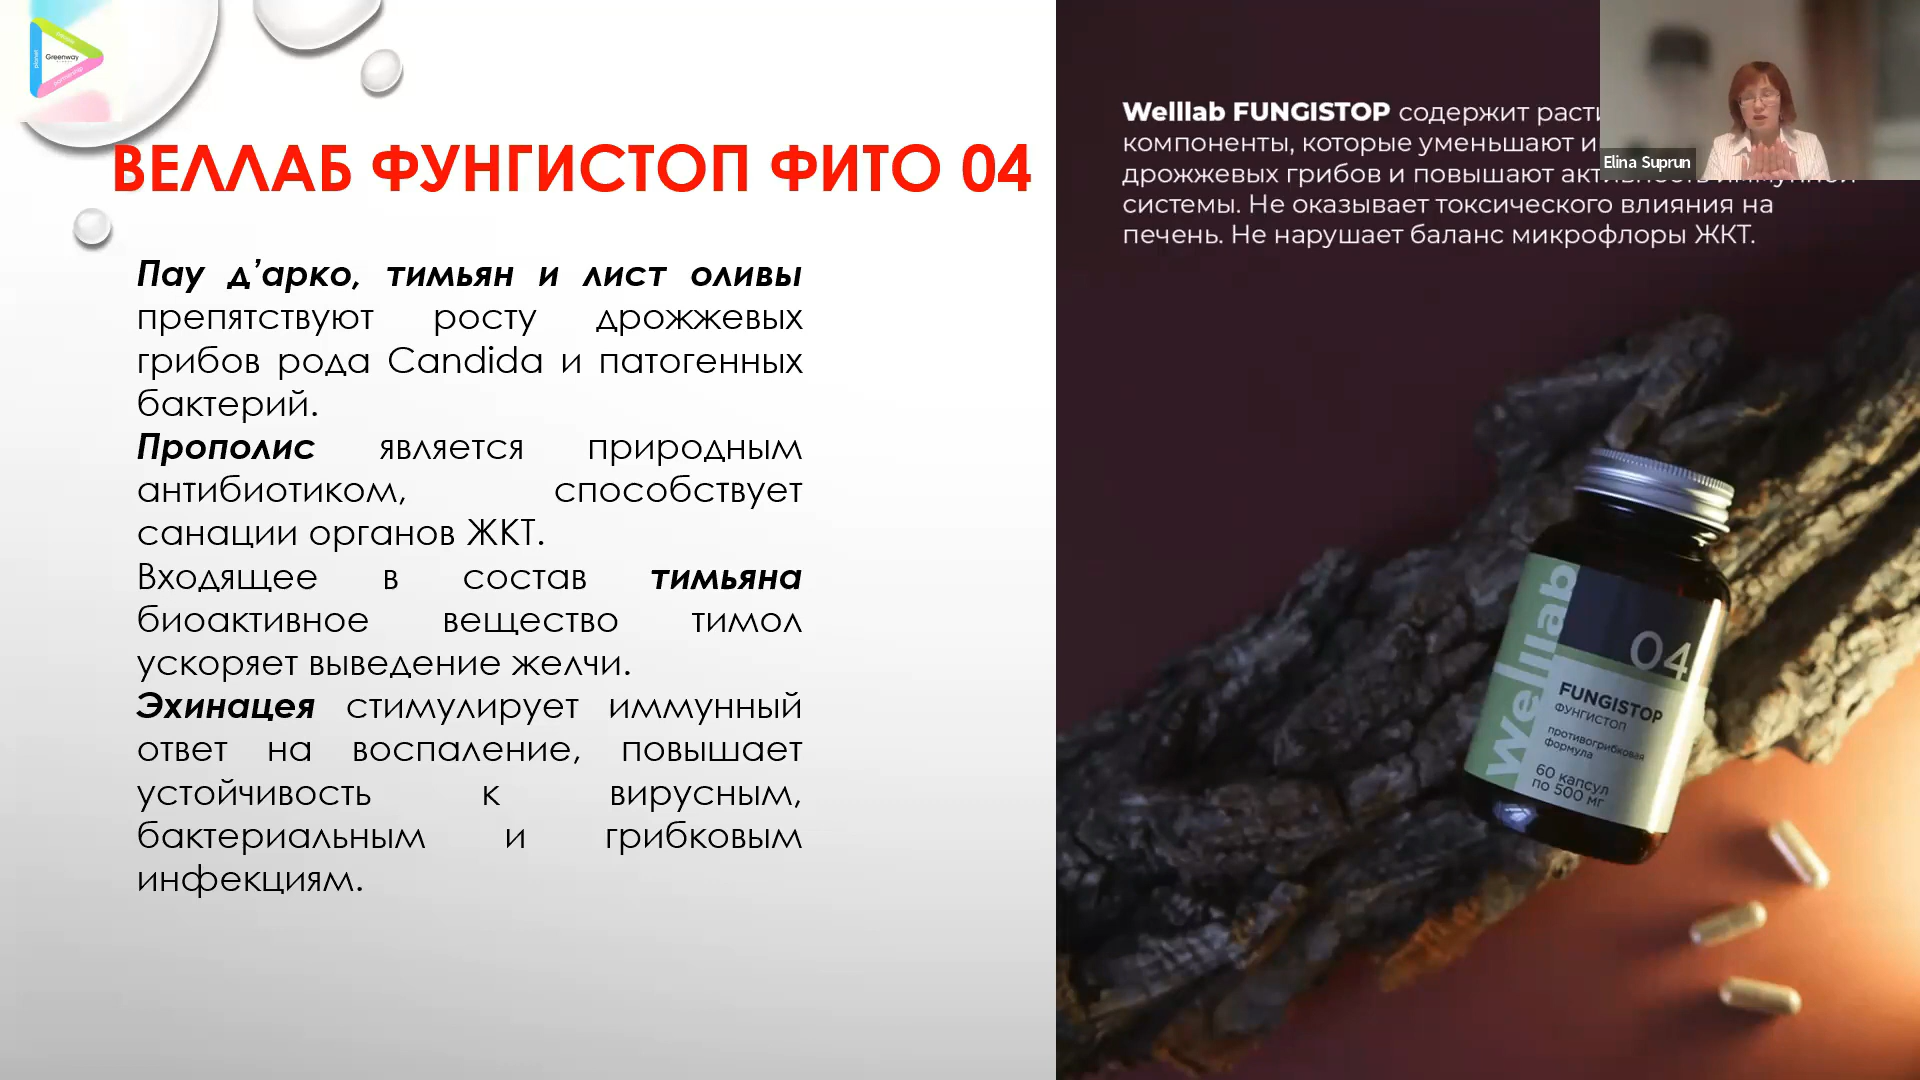 Greenway
ВЕЛЛАБ ФУНГИСТОП ФИТО 04
Пау д’арко, тимьян и лист оливы
препятствуют росту дрожжевых
грибов рода Candida и патогенных
бактерий.
Прополис является природным
антибиотиком, способствует
санации органов ЖКТ.
Входящее в состав тимьяна
биоактивное вещество тимол
ускоряет выведение желчи.
Эхинацея стимулирует иммунный
ответ на воспаление, повышает
устойчивость к вирусным,
бактериальным и грибковым
инфекциям.
Welllab FUNGISTOP содержит
компоненты, которые уменьшают
дрожжевых грибов и повышают
системы. Не оказывает токсического влияния на
печень. Не нарушает баланс микрофлоры ЖКТ.
Elina Suprun
welllab
04
FUNGISTOP
ФУНГИСТОП
противогрибковая
формула
60 капсул
по 500 мг